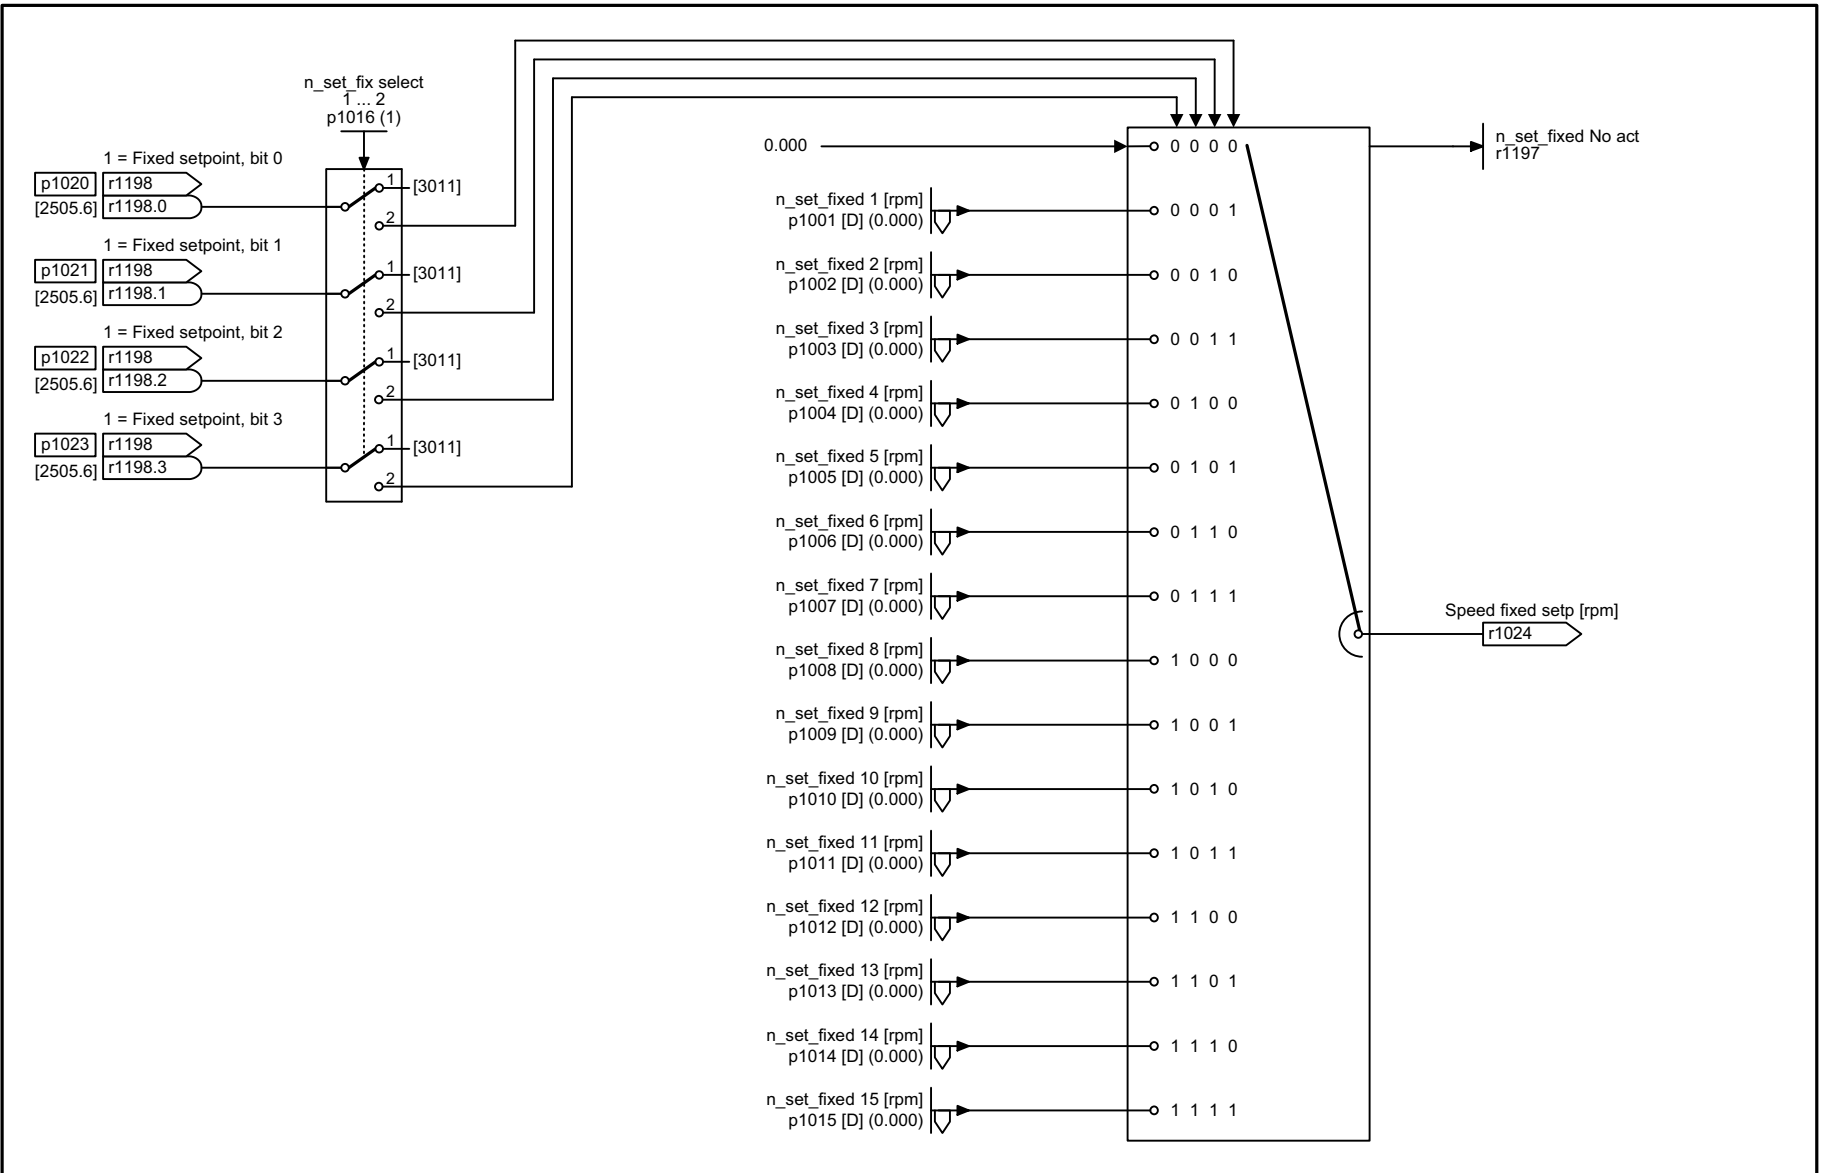 n_set_fix select
1 ... 2
p1016 (1)
1 = Fixed setpoint, bit 0
p1020 r1198
[2505.6] r1198.0
1 [3011]
2
1 = Fixed setpoint, bit 1
p1021 r1198
[2505.6] r1198.1
1 [3011]
2
1 = Fixed setpoint, bit 2
p1022 r1198
[2505.6] r1198.2
1 [3011]
2
1 = Fixed setpoint, bit 3
p1023 r1198
[2505.6] r1198.3
1 [3011]
2
0.000 0 0 0 0
n_set_fixed 1 [rpm]
p1001 [D] (0.000) 0 0 0 1
n_set_fixed 2 [rpm]
p1002 [D] (0.000) 0 0 1 0
n_set_fixed 3 [rpm]
p1003 [D] (0.000) 0 0 1 1
n_set_fixed 4 [rpm]
p1004 [D] (0.000) 0 1 0 0
n_set_fixed 5 [rpm]
p1005 [D] (0.000) 0 1 0 1
n_set_fixed 6 [rpm]
p1006 [D] (0.000) 0 1 1 0
n_set_fixed 7 [rpm]
p1007 [D] (0.000) 0 1 1 1
n_set_fixed 8 [rpm]
p1008 [D] (0.000) 1 0 0 0
n_set_fixed 9 [rpm]
p1009 [D] (0.000) 1 0 0 1
n_set_fixed 10 [rpm]
p1010 [D] (0.000) 1 0 1 0
n_set_fixed 11 [rpm]
p1011 [D] (0.000) 1 0 1 1
n_set_fixed 12 [rpm]
p1012 [D] (0.000) 1 1 0 0
n_set_fixed 13 [rpm]
p1013 [D] (0.000) 1 1 0 1
n_set_fixed 14 [rpm]
p1014 [D] (0.000) 1 1 1 0
n_set_fixed 15 [rpm]
p1015 [D] (0.000) 1 1 1 1
n_set_fixed No act
r1197
Speed fixed setp [rpm]
r1024